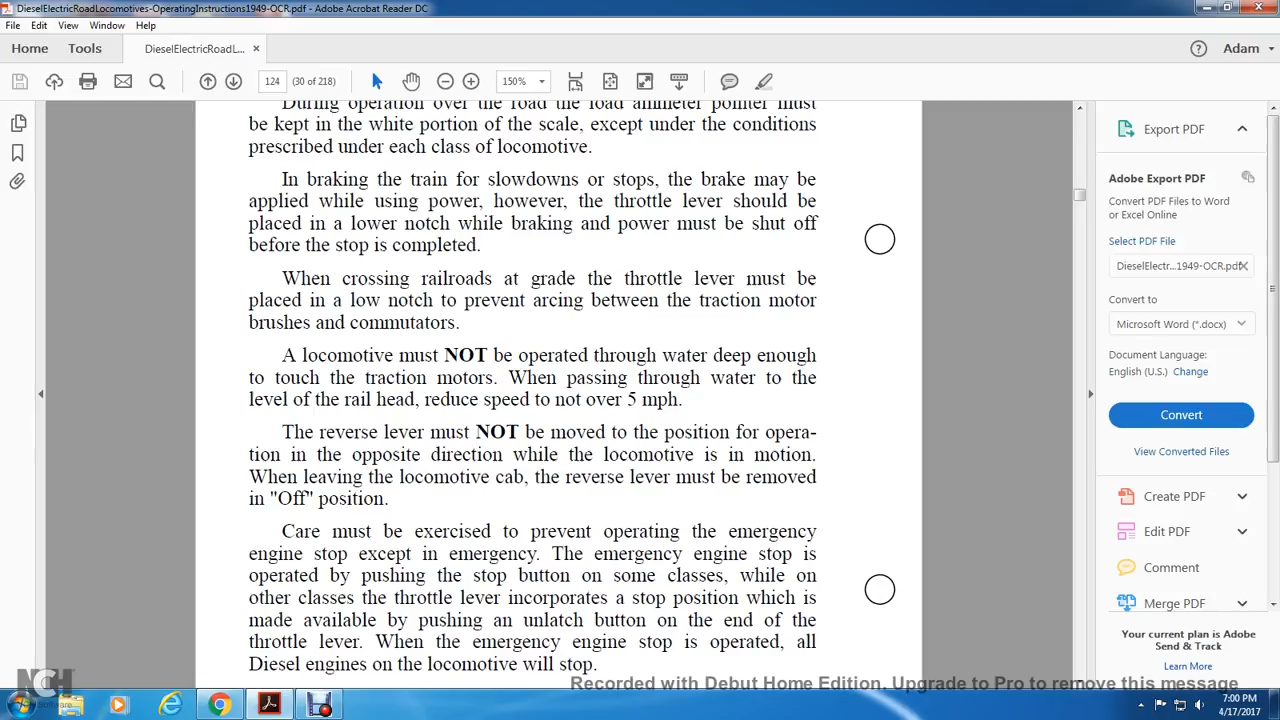 DieselElectricRoadLocomotives-OperatingInstructions1949-OCR.pdf - Adobe Acrobat Reader DC
File Edit View Window Help
Home Tools DieselElectricRoadL... ×
? Adam
124 (30 of 218) 150%
During operation over the road the load ammeter pointer must
be kept in the white portion of the scale, except under the conditions
prescribed under each class of locomotive.
In braking the train for slowdowns or stops, the brake may be
applied while using power, however, the throttle lever should be
placed in a lower notch while braking and power must be shut off
before the stop is completed.
When crossing railroads at grade the throttle lever must be
placed in a low notch to prevent arcing between the traction motor
brushes and commutators.
A locomotive must NOT be operated through water deep enough
to touch the traction motors. When passing through water to the
level of the rail head, reduce speed to not over 5 mph.
The reverse lever must NOT be moved to the position for opera-
tion in the opposite direction while the locomotive is in motion.
When leaving the locomotive cab, the reverse lever must be removed
in "Off" position.
Care must be exercised to prevent operating the emergency
engine stop except in emergency. The emergency engine stop is
operated by pushing the stop button on some classes, while on
other classes the throttle lever incorporates a stop position which is
made available by pushing an unlatch button on the end of the
throttle lever. When the emergency engine stop is operated, all
Diesel engines on the locomotive will stop.
Export PDF
Adobe Export PDF
Convert PDF Files to Word
or Excel Online
Select PDF File
DieselElectr...1949-OCR.pdf
Convert to
Microsoft Word (*.docx)
Document Language:
English (U.S.) Change
Convert
View Converted Files
Create PDF
Edit PDF
Comment
Merge PDF
Your current plan is Adobe
Send & Track
Learn More
NCH
Software
Recorded with Debut Home Edition. Upgrade to Pro to remove this message
7:00 PM
4/17/2017